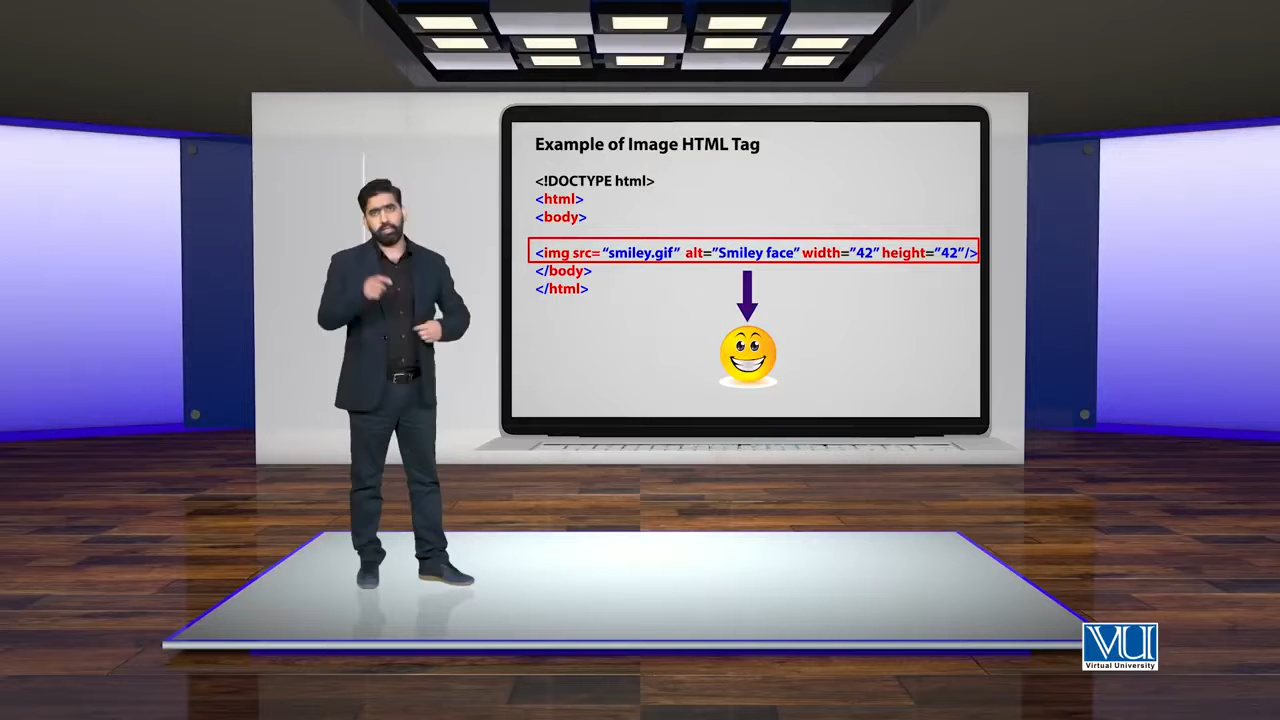 Example of Image HTML Tag
<!DOCTYPE html>
<html>
<body>
<img src= “smiley.gif” alt=”Smiley face” width=”42” height=”42”/>
</body>
</html>
VU
Virtual University